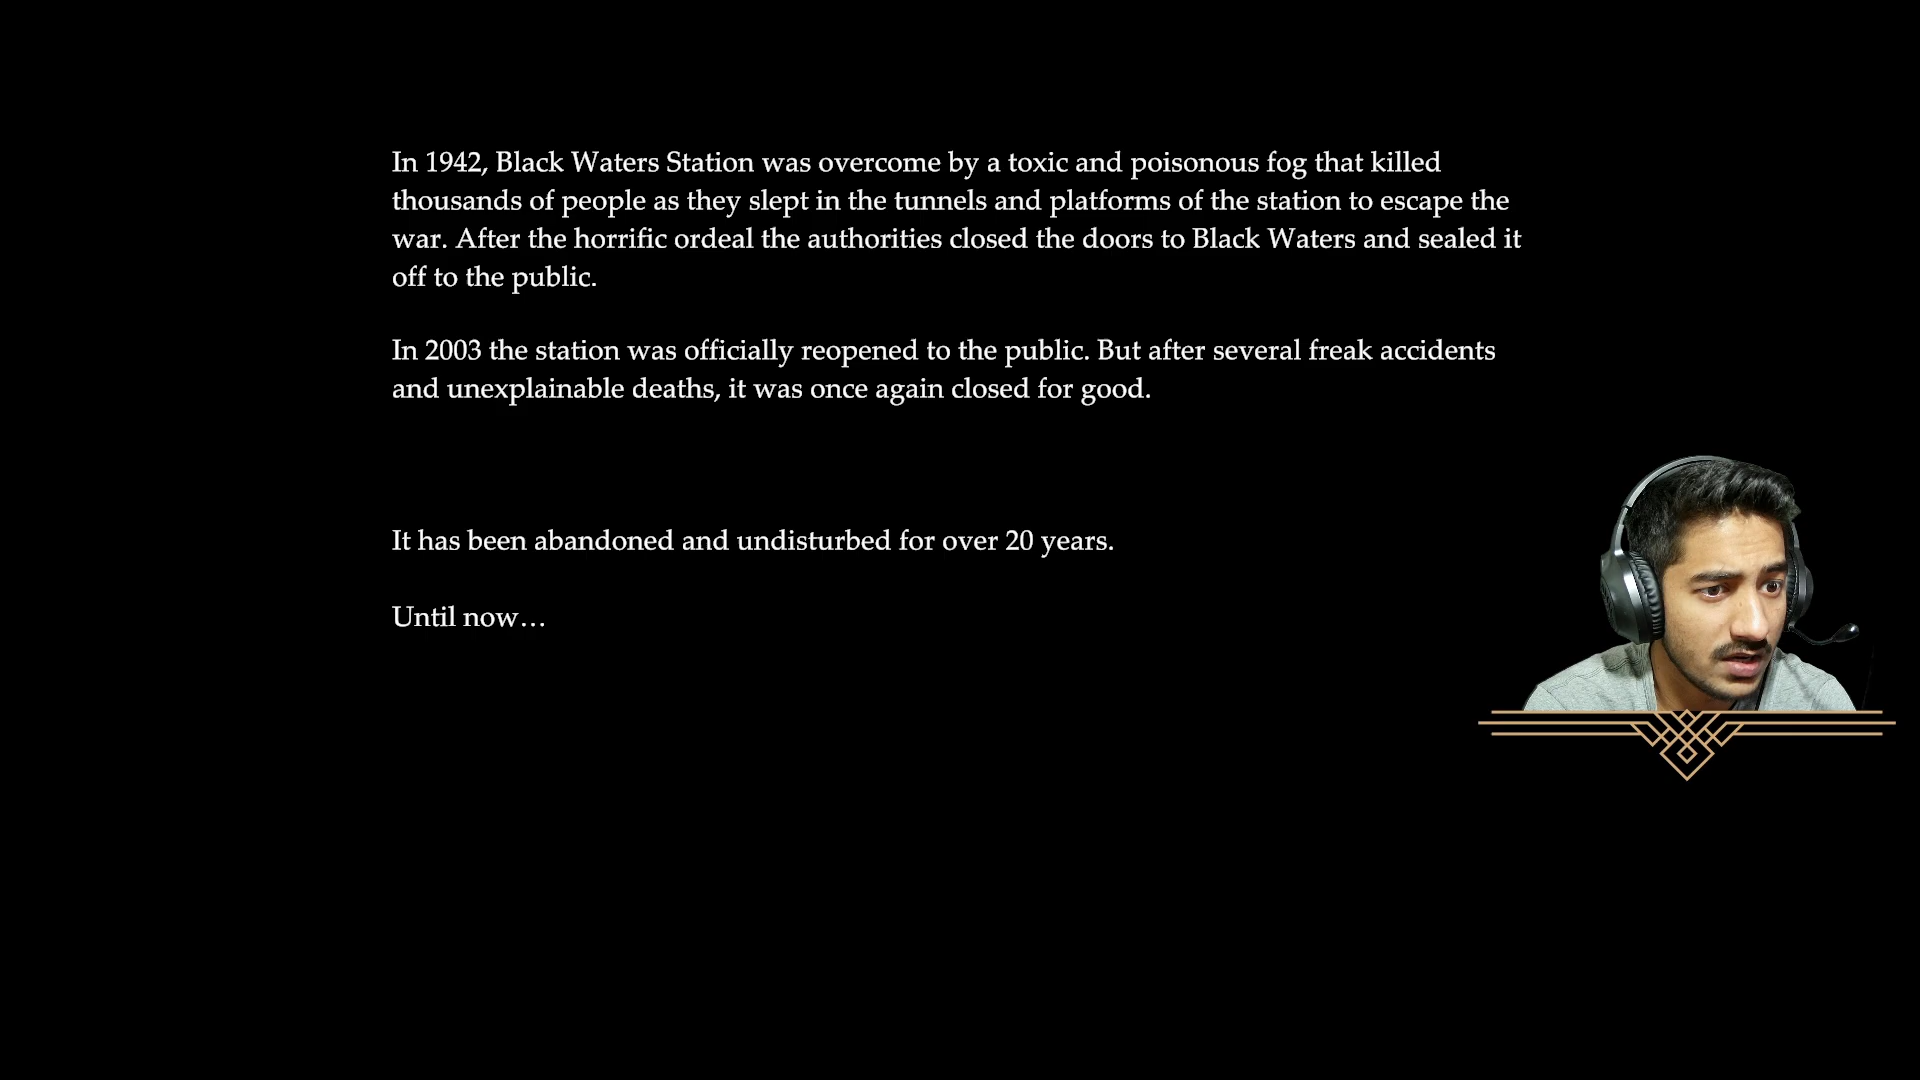 In 1942, Black Waters Station was overcome by a toxic and poisonous fog that killed
thousands of people as they slept in the tunnels and platforms of the station to escape the
war. After the horrific ordeal the authorities closed the doors to Black Waters and sealed it
off to the public.
In 2003 the station was officially reopened to the public. But after several freak accidents
and unexplainable deaths, it was once again closed for good.
It has been abandoned and undisturbed for over 20 years.
Until now…